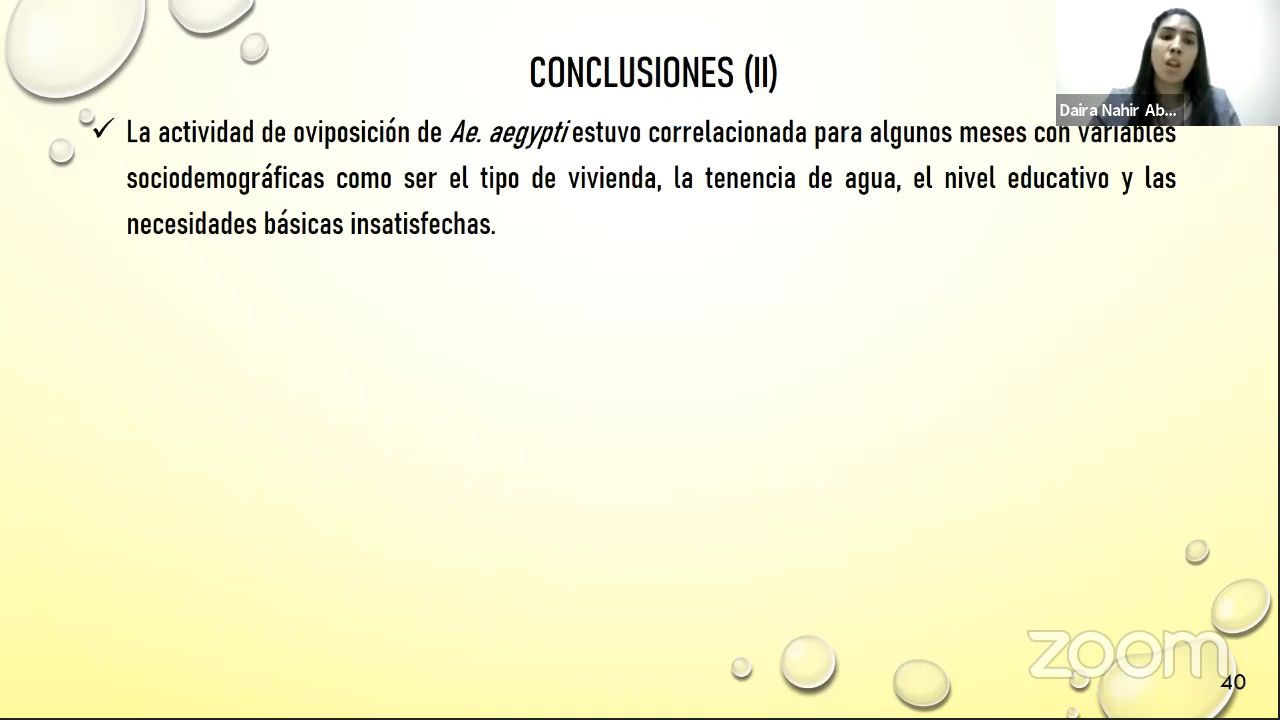 CONCLUSIONES (II)
Daira Nahir Ab...
✓ La actividad de oviposición de Ae. aegypti estuvo correlacionada para algunos meses con variables
sociodemográficas como ser el tipo de vivienda, la tenencia de agua, el nivel educativo y las
necesidades básicas insatisfechas.
zoom
40